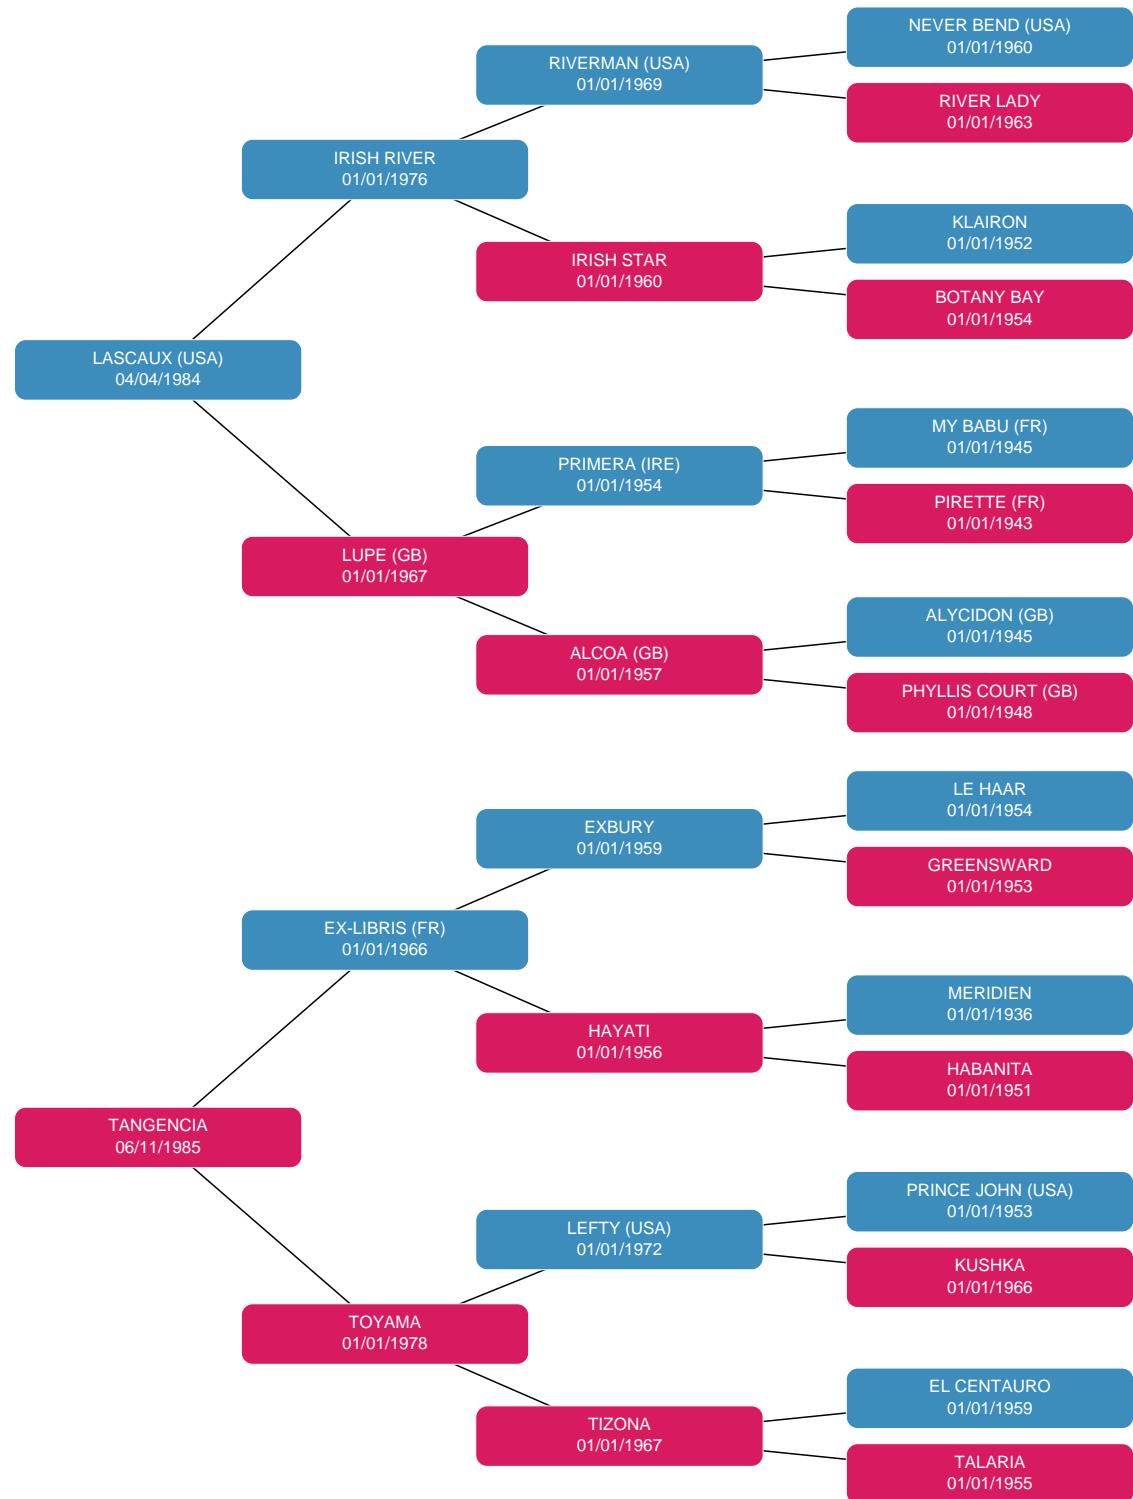 NEVER BEND (USA)
01/01/1960
RIVERMAN (USA)
01/01/1969
RIVER LADY
01/01/1963
IRISH RIVER
01/01/1976
KLAIRON
01/01/1952
IRISH STAR
01/01/1960
BOTANY BAY
01/01/1954
LASCAUX (USA)
04/04/1984
MY BABU (FR)
01/01/1945
PRIMERA (IRE)
01/01/1954
PIRETTE (FR)
01/01/1943
LUPE (GB)
01/01/1967
ALYCIDON (GB)
01/01/1945
ALCOA (GB)
01/01/1957
PHYLLIS COURT (GB)
01/01/1948
LE HAAR
01/01/1954
EXBURY
01/01/1959
GREENSWARD
01/01/1953
EX-LIBRIS (FR)
01/01/1966
MERIDIEN
01/01/1936
HAYATI
01/01/1956
HABANITA
01/01/1951
TANGENCIA
06/11/1985
PRINCE JOHN (USA)
01/01/1953
LEFTY (USA)
01/01/1972
KUSHKA
01/01/1966
TOYAMA
01/01/1978
EL CENTAURO
01/01/1959
TIZONA
01/01/1967
TALARIA
01/01/1955